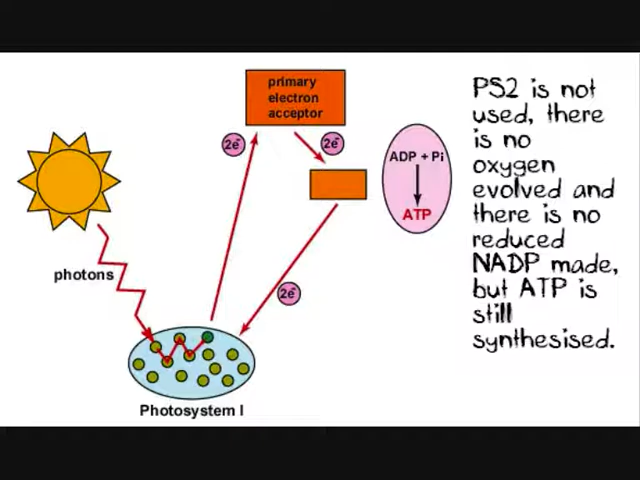 primary
electron
acceptor
2e⁻
2e⁻
ADP + Pi
ATP
photons
2e⁻
Photosystem I
PS2 is not
used, there
is no
oxygen
evolved and
there is no
reduced
NADP made,
but ATP is
still
synthesised.